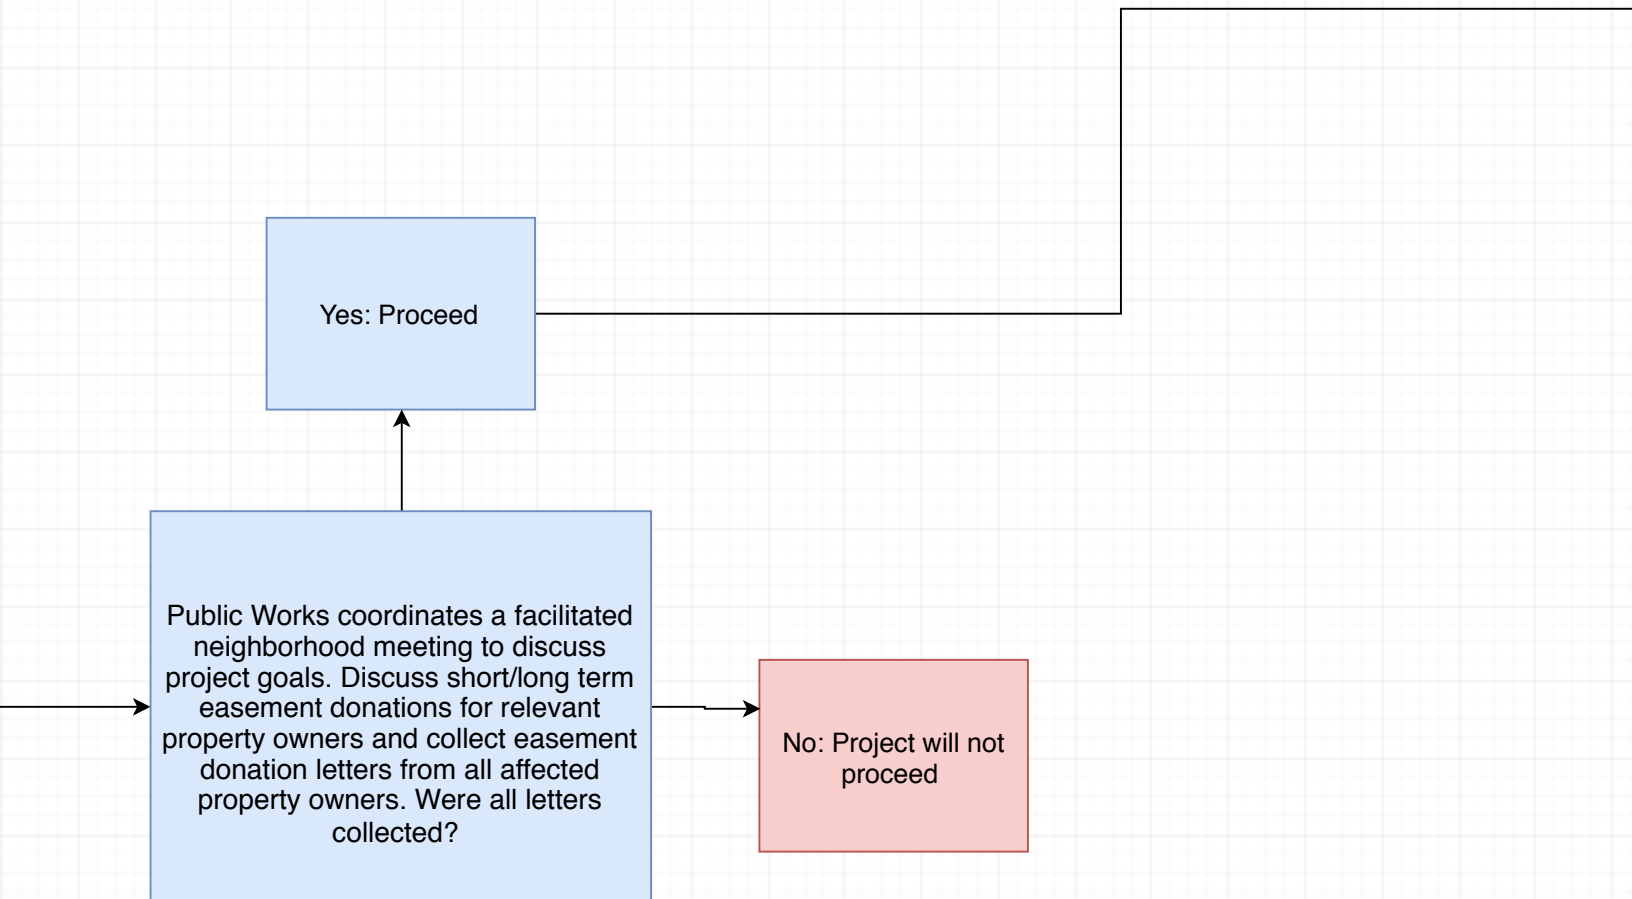 Yes: Proceed
Public Works coordinates a facilitated
neighborhood meeting to discuss
project goals. Discuss short/long term
easement donations for relevant
property owners and collect easement
donation letters from all affected
property owners. Were all letters
collected?
No: Project will not
proceed